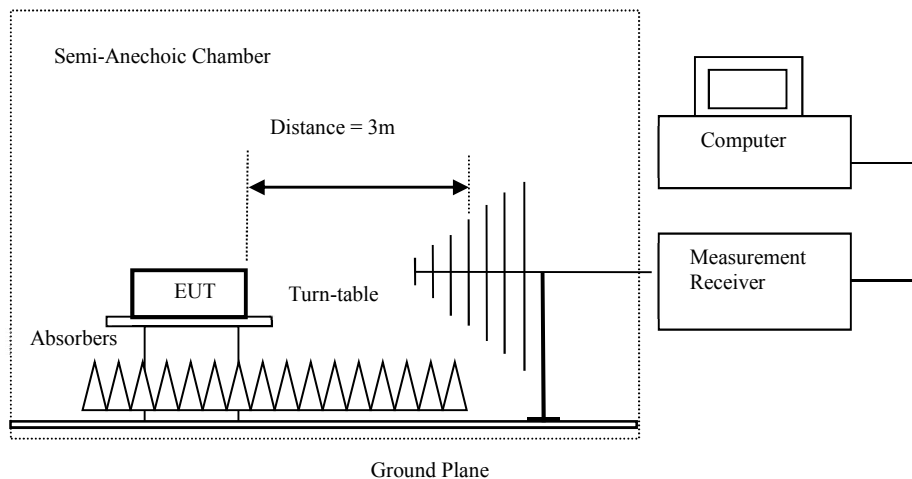 Semi-Anechoic Chamber
Distance = 3m
Computer
Measurement
Receiver
EUT
Turn-table
Absorbers
Ground Plane